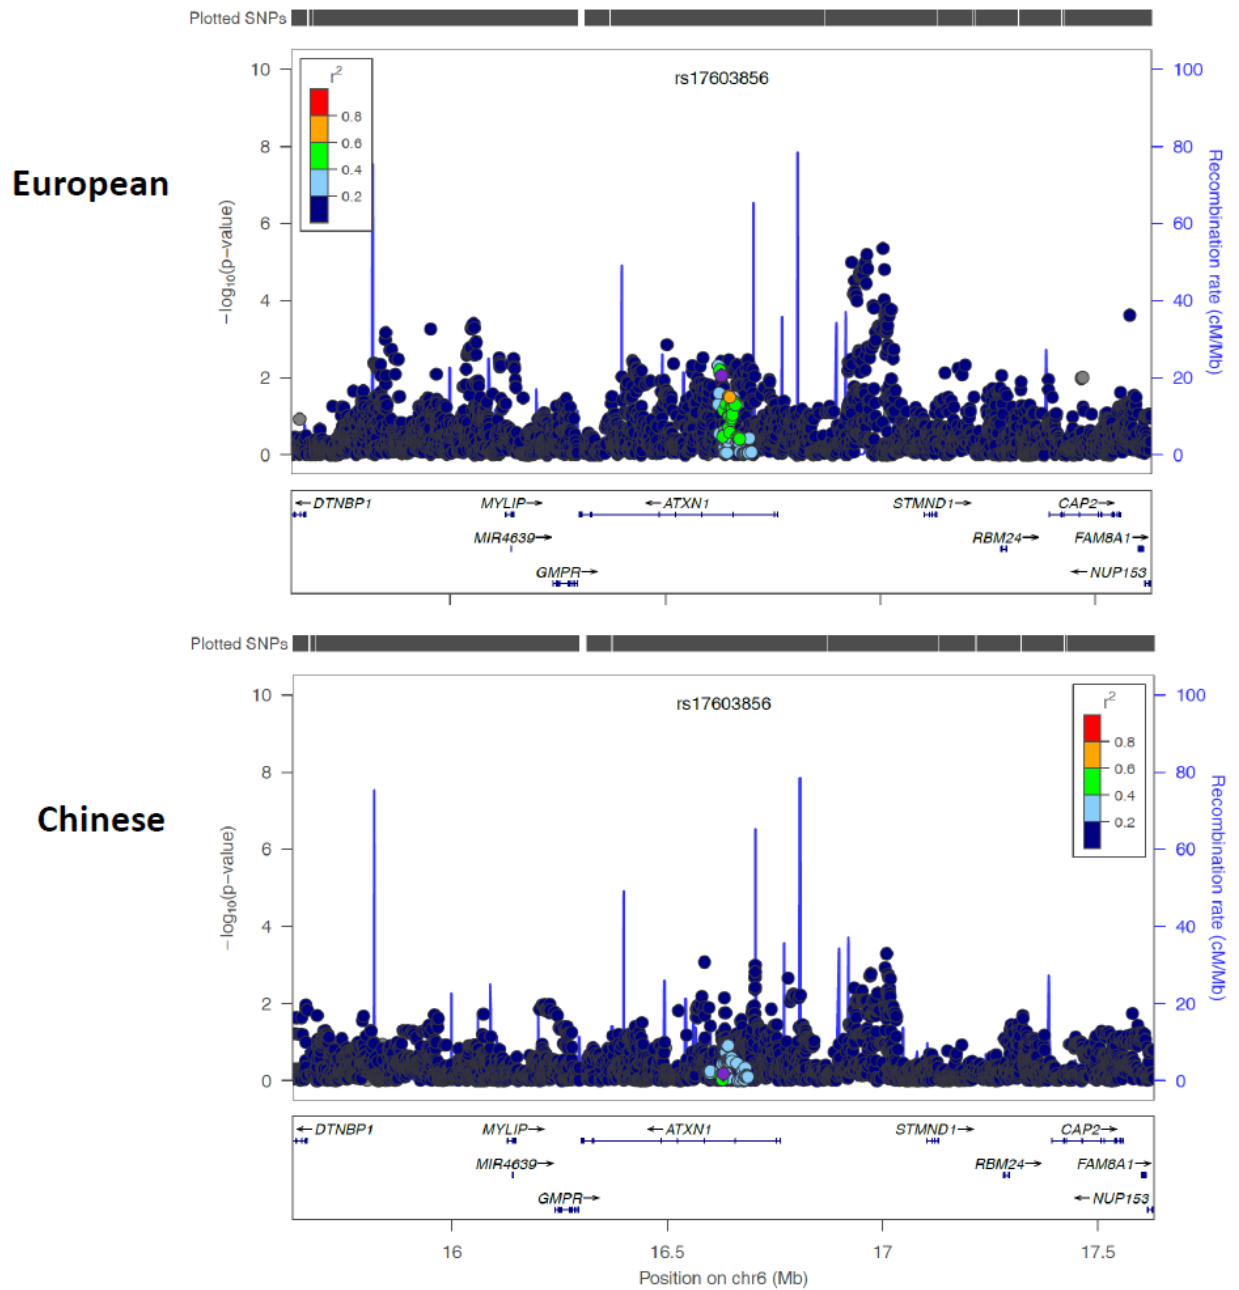 Plotted SNPs
European
rs17603856
r2
0.8
0.6
0.4
0.2
10
8
6
4
2
0
−log10(p−value)
100
80
60
40
20
0
Recombination rate (cM/Mb)
←DTNBP1
MYLIP→
←ATXN1
STMND1→
CAP2→
MIR4639→
RBM24→
FAM8A1→
GMPR→
←NUP153
Plotted SNPs
Chinese
rs17603856
r2
0.8
0.6
0.4
0.2
10
8
6
4
2
0
−log10(p−value)
100
80
60
40
20
0
Recombination rate (cM/Mb)
←DTNBP1
MYLIP→
←ATXN1
STMND1→
CAP2→
MIR4639→
RBM24→
FAM8A1→
GMPR→
←NUP153
16
16.5
17
17.5
Position on chr6 (Mb)